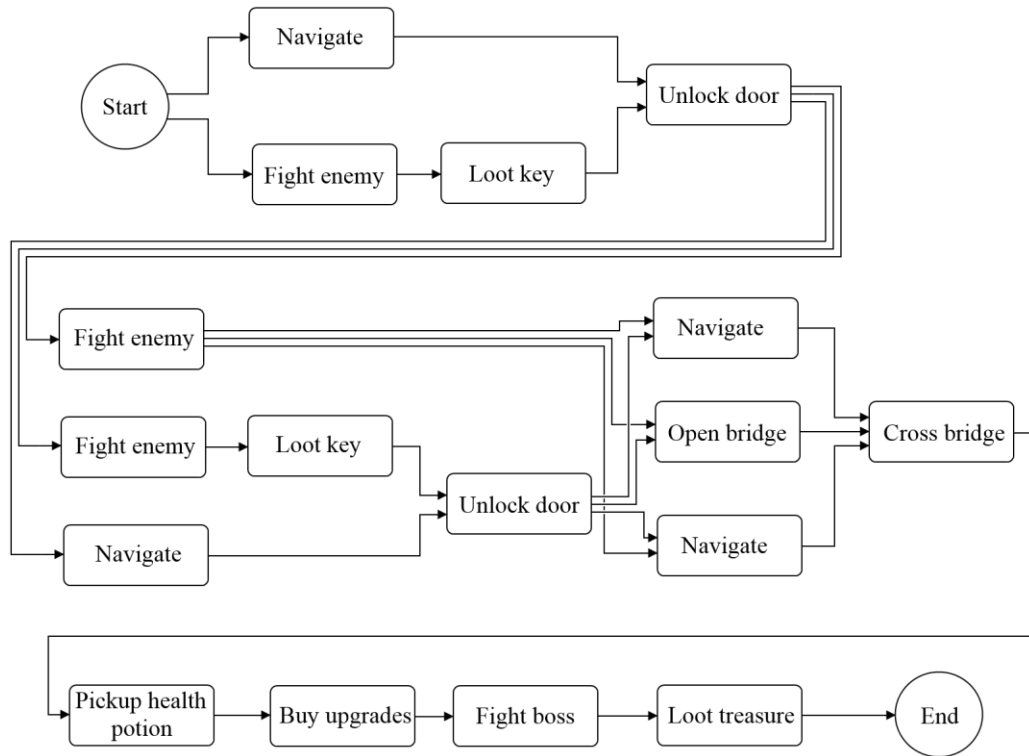 Navigate
Start
Unlock door
Fight enemy
Loot key
Fight enemy
Navigate
Fight enemy
Loot key
Open bridge
Cross bridge
Unlock door
Navigate
Navigate
Pickup health
potion
Buy upgrades
Fight boss
Loot treasure
End